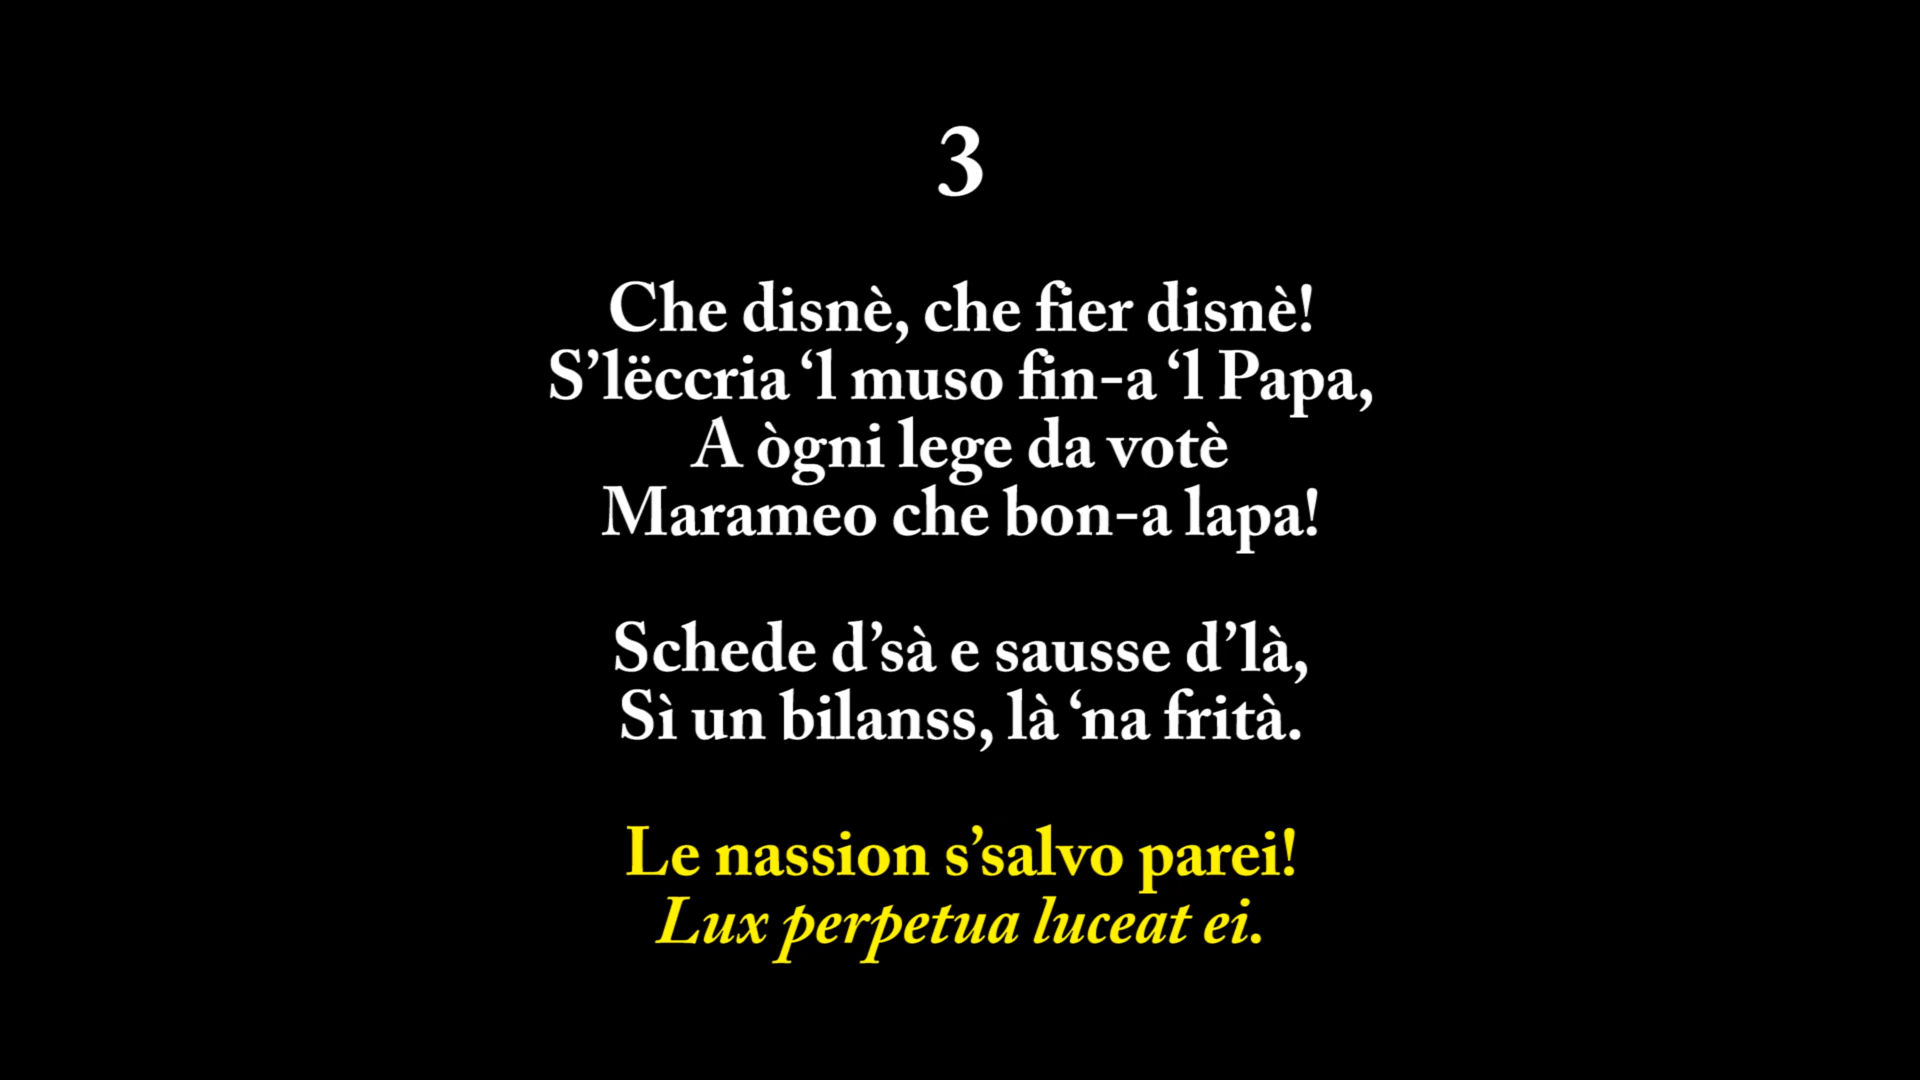 3
Che disnè, che fier disnè!
S’lëccria ‘l muso fin-a ‘l Papa,
A ògni lege da votè
Marameo che bon-a lapa!
Schede d’sà e sausse d’là,
Sì un bilanss, là ‘na frità.
Le nassion s’salvo parei!
Lux perpetua luceat ei.